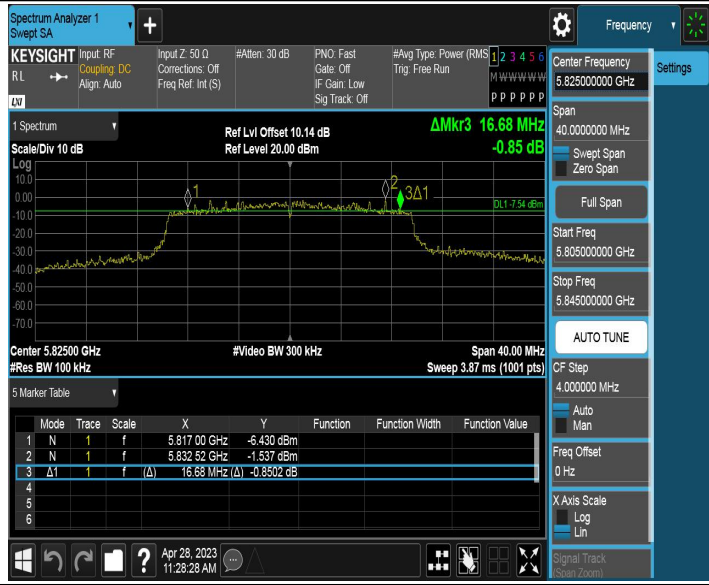 Spectrum Analyzer 1
Swept SA
+
Frequency
KEYSIGHT Input: RF Input Z: 50 Ω #Atten: 30 dB PNO: Fast #Avg Type: Power (RMS 1 2 3 4 5 6
RL Coupling: DC Corrections: Off Gate: Off Trig: Free Run M W W W W W
Align: Auto Freq Ref: Int (S) IF Gain: Low
LXI Sig Track: Off P P P P P P
1 Spectrum
Ref Lvl Offset 10.14 dB ΔMkr3 16.68 MHz
Scale/Div 10 dB Ref Level 20.00 dBm -0.85 dB
Log
10.0
0.00
-10.0
-20.0
-30.0
-40.0
-50.0
-60.0
-70.0
1
2
3Δ1
DL1 -7.54 dBm
Center 5.82500 GHz #Video BW 300 kHz Span 40.00 MHz
#Res BW 100 kHz Sweep 3.87 ms (1001 pts)
5 Marker Table
Mode Trace Scale X Y Function Function Width Function Value
1 N 1 f 5.817 00 GHz -6.430 dBm
2 N 1 f 5.832 52 GHz -1.537 dBm
3 Δ1 1 f (Δ) 16.68 MHz (Δ) -0.8502 dB
4
5
6
Apr 28, 2023
11:28:28 AM
?
Center Frequency
5.825000000 GHz
Settings
Span
40.0000000 MHz
Swept Span
Zero Span
Full Span
Start Freq
5.805000000 GHz
Stop Freq
5.845000000 GHz
AUTO TUNE
CF Step
4.000000 MHz
Auto
Man
Freq Offset
0 Hz
X Axis Scale
Log
Lin
Signal Track
(Span Zoom)